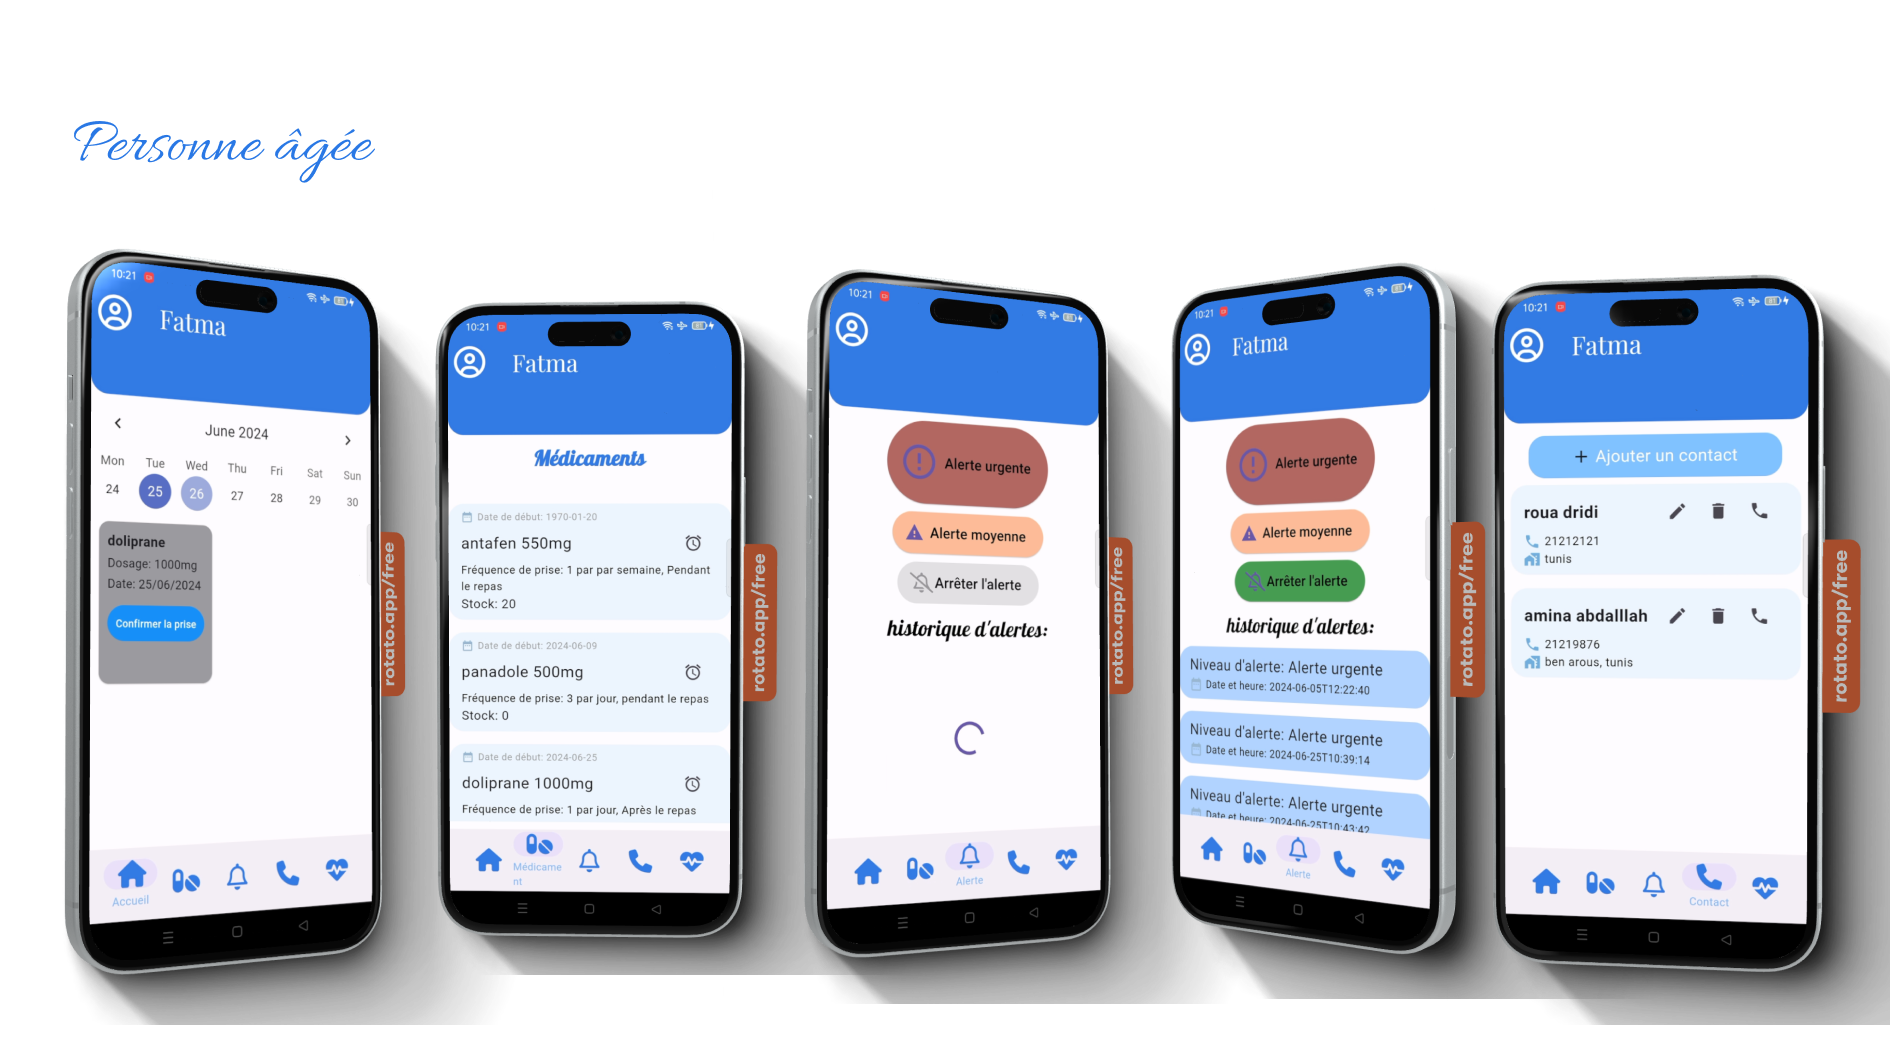 Personne âgée
10:21
Fatma
June 2024
Mon Tue Wed Thu Fri Sat Sun
24 25 26 27 28 29 30
doliprane
Dosage: 1000mg
Date: 25/06/2024
Confirmer la prise
Accueil
rotato.app/free
10:21
Fatma
Médicaments
Date de début: 1970-01-20
antafen 550mg
Fréquence de prise: 1 par par semaine, Pendant
le repas
Stock: 20
Date de début: 2024-06-09
panadole 500mg
Fréquence de prise: 3 par jour, pendant le repas
Stock: 0
Date de début: 2024-06-25
doliprane 1000mg
Fréquence de prise: 1 par jour, Après le repas
Médicame
nt
rotato.app/free
10:21
Alerte urgente
Alerte moyenne
Arrêter l'alerte
historique d'alertes:
Alerte
rotato.app/free
10:21
Fatma
Alerte urgente
Alerte moyenne
Arrêter l'alerte
historique d'alertes:
Niveau d'alerte: Alerte urgente
Date et heure: 2024-06-05T12:22:40
Niveau d'alerte: Alerte urgente
Date et heure: 2024-06-25T10:39:14
Niveau d'alerte: Alerte urgente
Date et heure: 2024-06-25T10:43:42
Alerte
rotato.app/free
10:21
Fatma
+ Ajouter un contact
roua dridi
21212121
tunis
amina abdalllah
21219876
ben arous, tunis
Contact
rotato.app/free